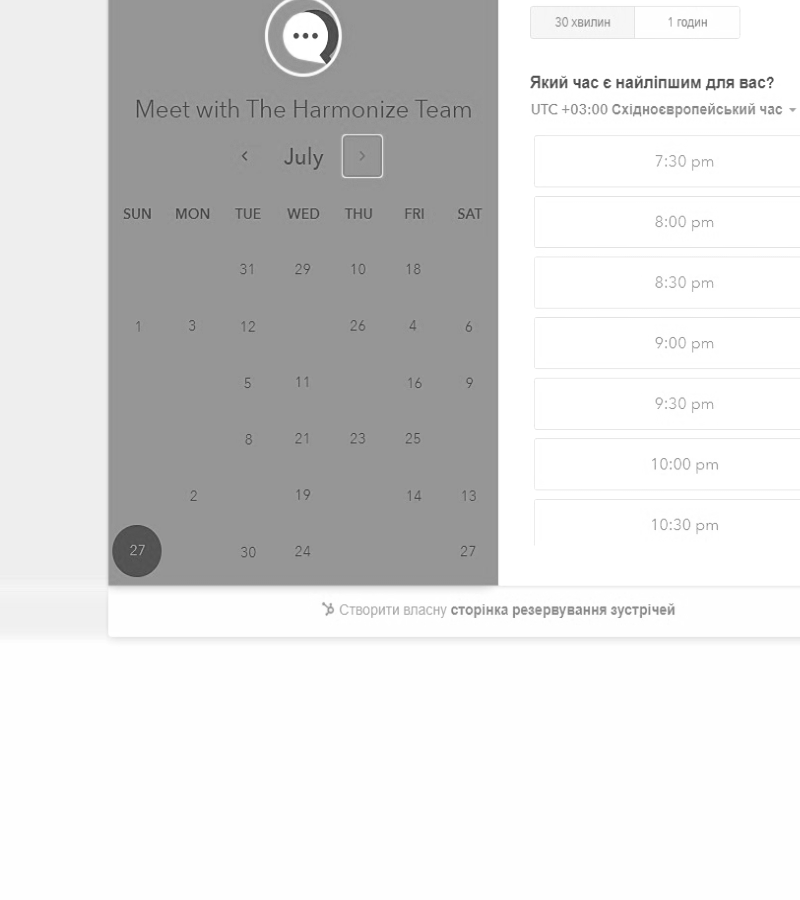 30 хвилин 1 годин
Який час є найліпшим для вас?
UTC +03:00 Східноєвропейський час
Meet with The Harmonize Team
July
SUN MON TUE WED THU FRI SAT
31 29 10 18
1 3 12 26 4 6
5 11 16 9
8 21 23 25
2 19 14 13
27 30 24 27
7:30 pm
8:00 pm
8:30 pm
9:00 pm
9:30 pm
10:00 pm
10:30 pm
Створити власну сторінка резервування зустрічей